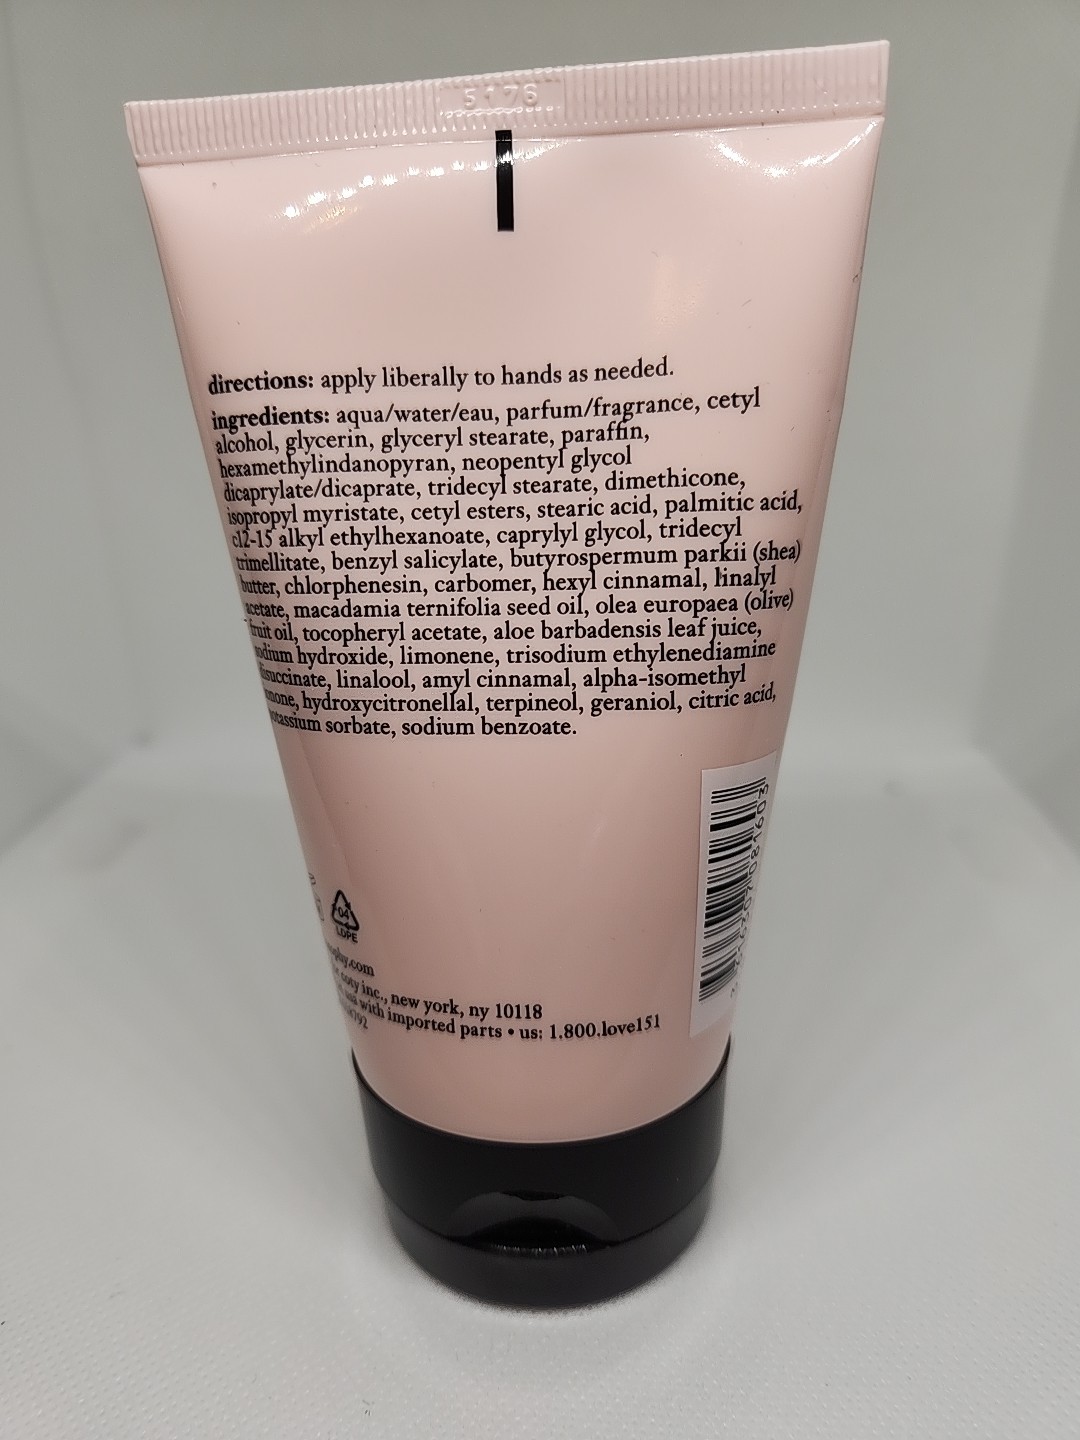 5176
directions: apply liberally to hands as needed.
ingredients: aqua/water/eau, parfum/fragrance, cetyl
alcohol, glycerin, glyceryl stearate, paraffin,
hexamethylindanopyran, neopentyl glycol
dicaprylate/dicaprate, tridecyl stearate, dimethicone,
isopropyl myristate, cetyl esters, stearic acid, palmitic acid,
c12-15 alkyl ethylhexanoate, caprylyl glycol, tridecyl
trimellitate, benzyl salicylate, butyrospermum parkii (shea)
butter, chlorphenesin, carbomer, hexyl cinnamal, linalyl
acetate, macadamia ternifolia seed oil, olea europaea (olive)
fruit oil, tocopheryl acetate, aloe barbadensis leaf juice,
sodium hydroxide, limonene, trisodium ethylenediamine
disuccinate, linalool, amyl cinnamal, alpha-isomethyl
hydroxycitronellal, terpineol, geraniol, citric acid,
potassium sorbate, sodium benzoate.
04
LDPE
coty inc., new york, ny 10118
with imported parts • us: 1.800.love151